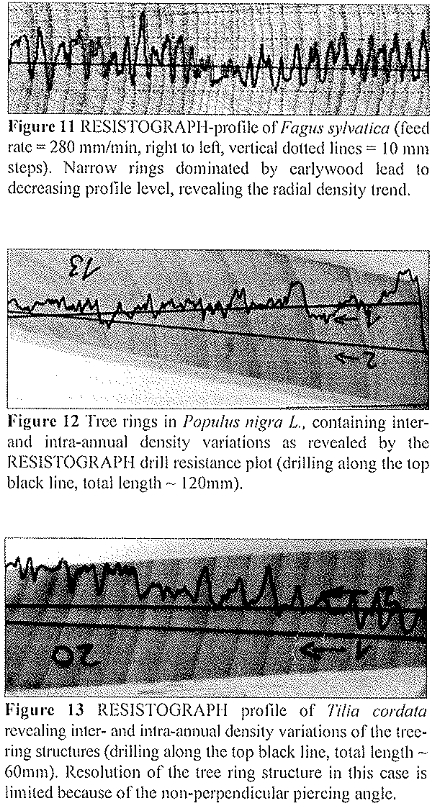 Figure 11 RESISTOGRAPH-profile of Fagus sylvatica (feed
rate = 280 mm/min, right to left, vertical dotted lines = 10 mm
steps). Narrow rings dominated by earlywood lead to
decreasing profile level, revealing the radial density trend.
13
1
2
Figure 12 Tree rings in Populus nigra L., containing inter-
and intra-annual density variations as revealed by the
RESISTOGRAPH drill resistance plot (drilling along the top
black line, total length ~ 120mm).
2
1
20
Figure 13 RESISTOGRAPH profile of Tilia cordata
revealing inter- and intra-annual density variations of the tree-
ring structures (drilling along the top black line, total length ~
60mm). Resolution of the tree ring structure in this case is
limited because of the non-perpendicular piercing angle.